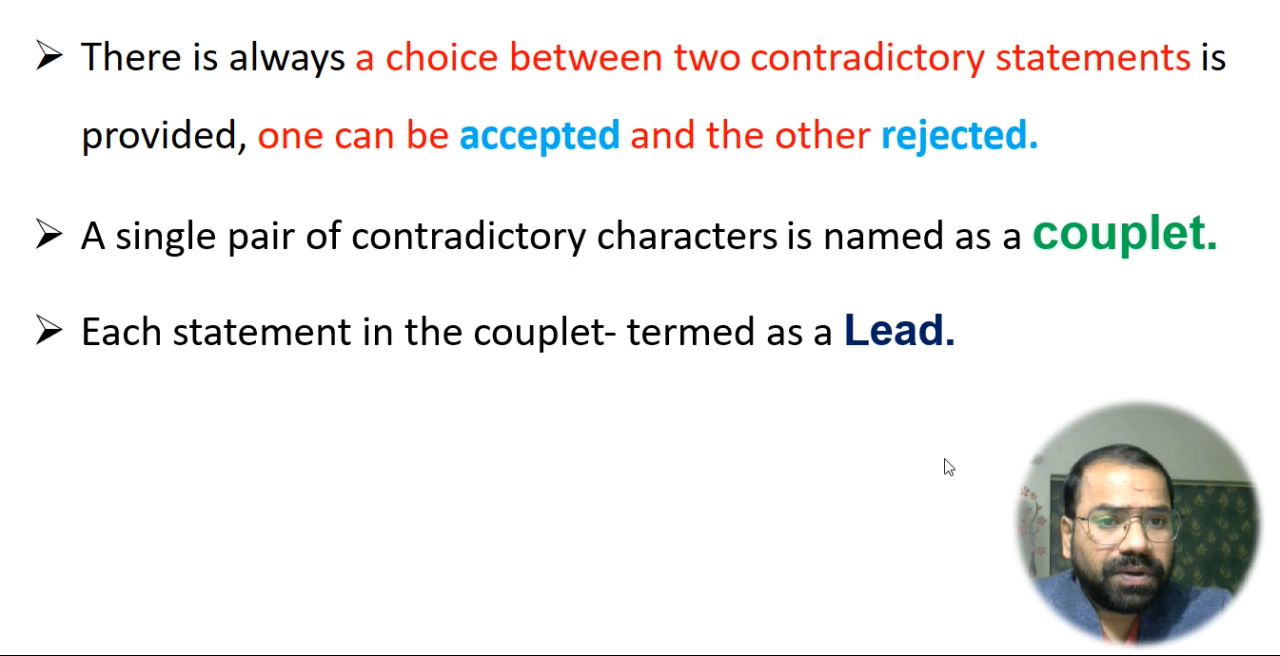 There is always a choice between two contradictory statements is
provided, one can be accepted and the other rejected.
A single pair of contradictory characters is named as a couplet.
Each statement in the couplet- termed as a Lead.